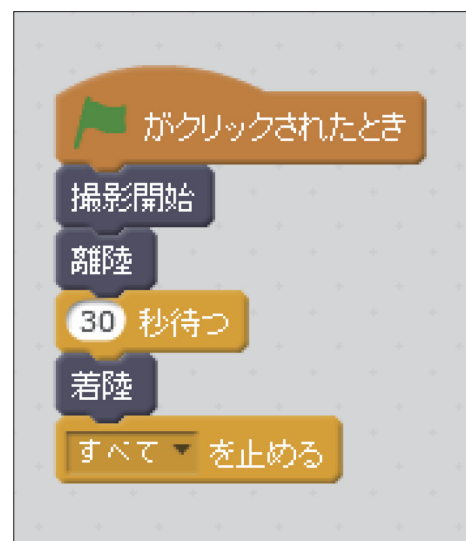 がクリックされたとき
撮影開始
離陸
30 秒待つ
着陸
すべて を止める